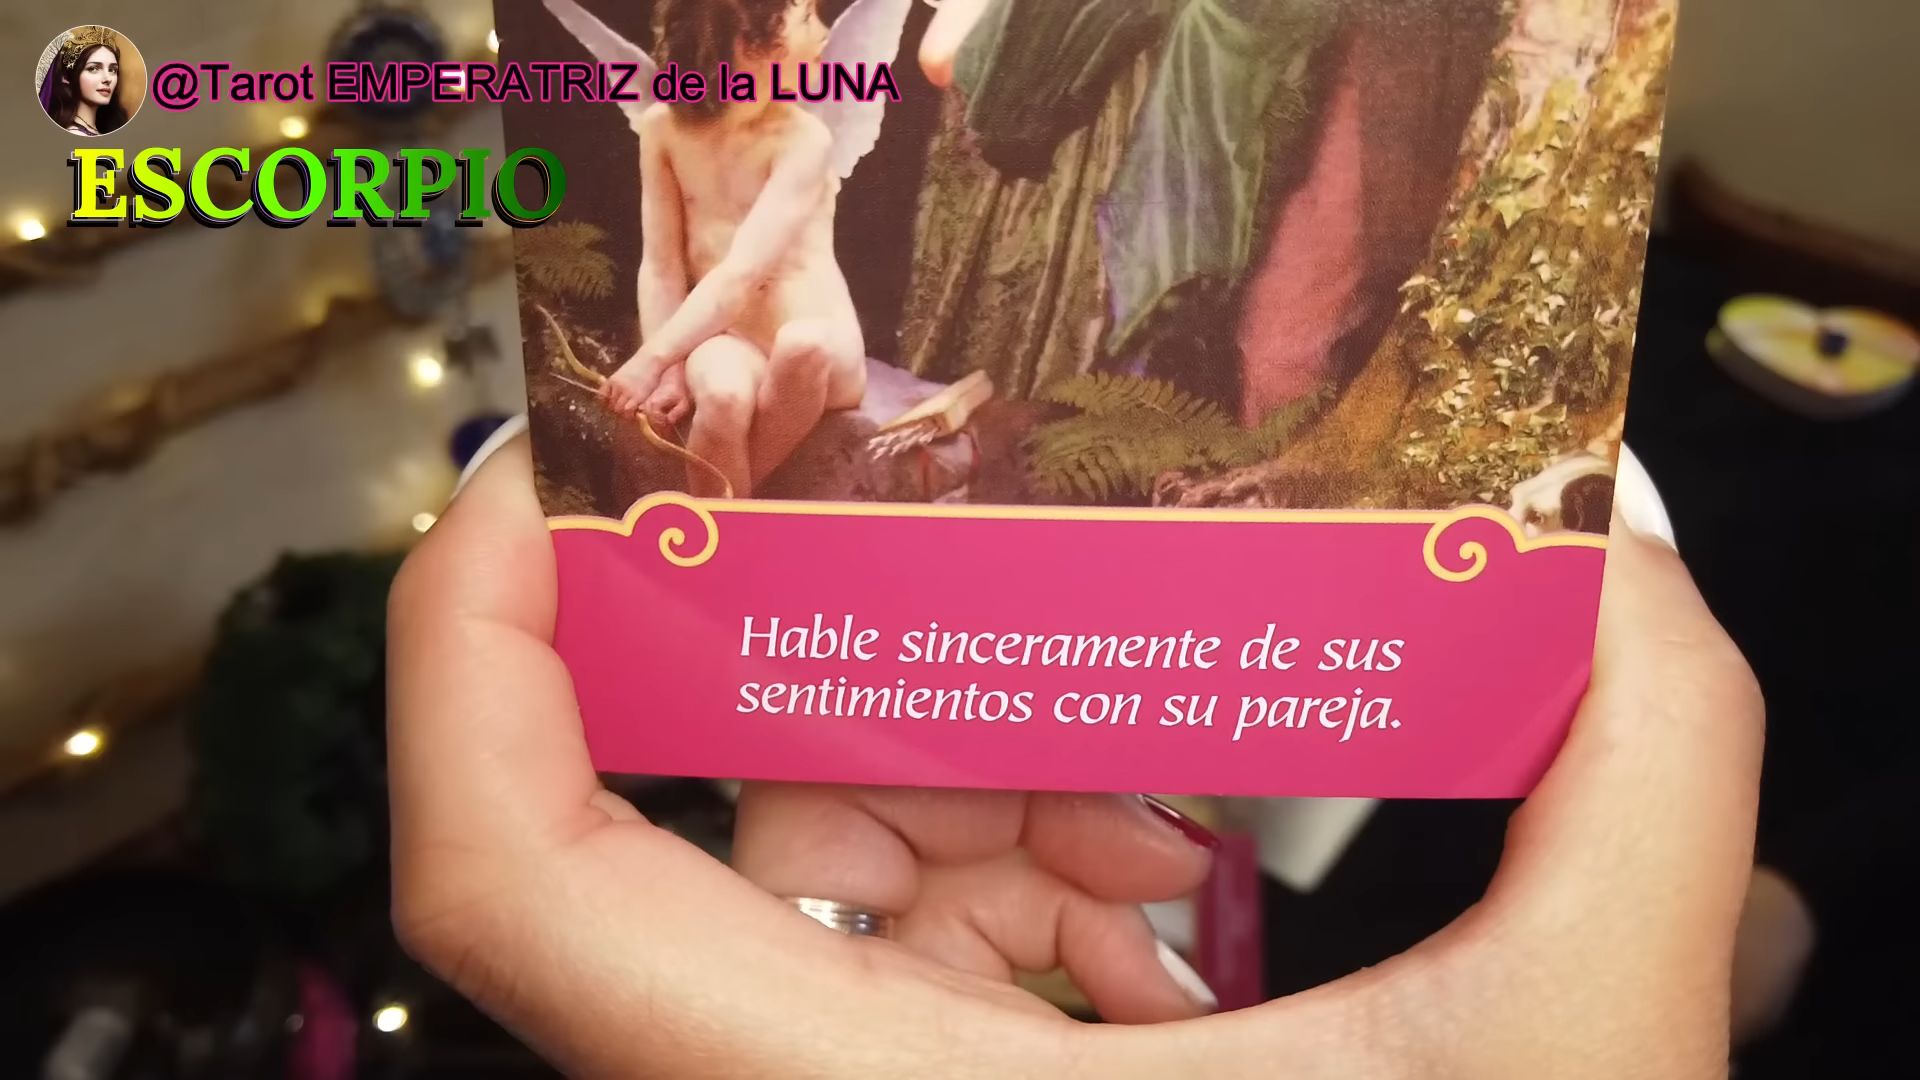 @Tarot EMPERATRIZ de la LUNA
ESCORPIO
Hable sinceramente de sus
sentimientos con su pareja.